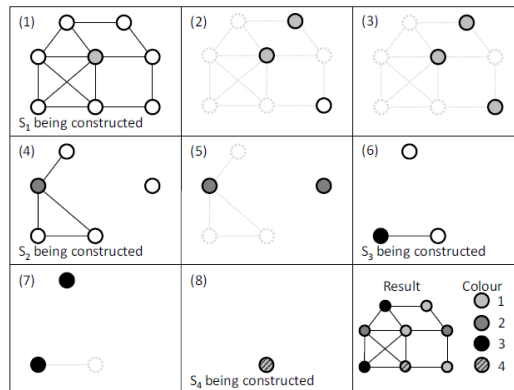 (1)
S1 being constructed
(2)
(3)
(4)
S2 being constructed
(5)
(6)
S3 being constructed
(7)
(8)
S4 being constructed
Result
Colour
1
2
3
4